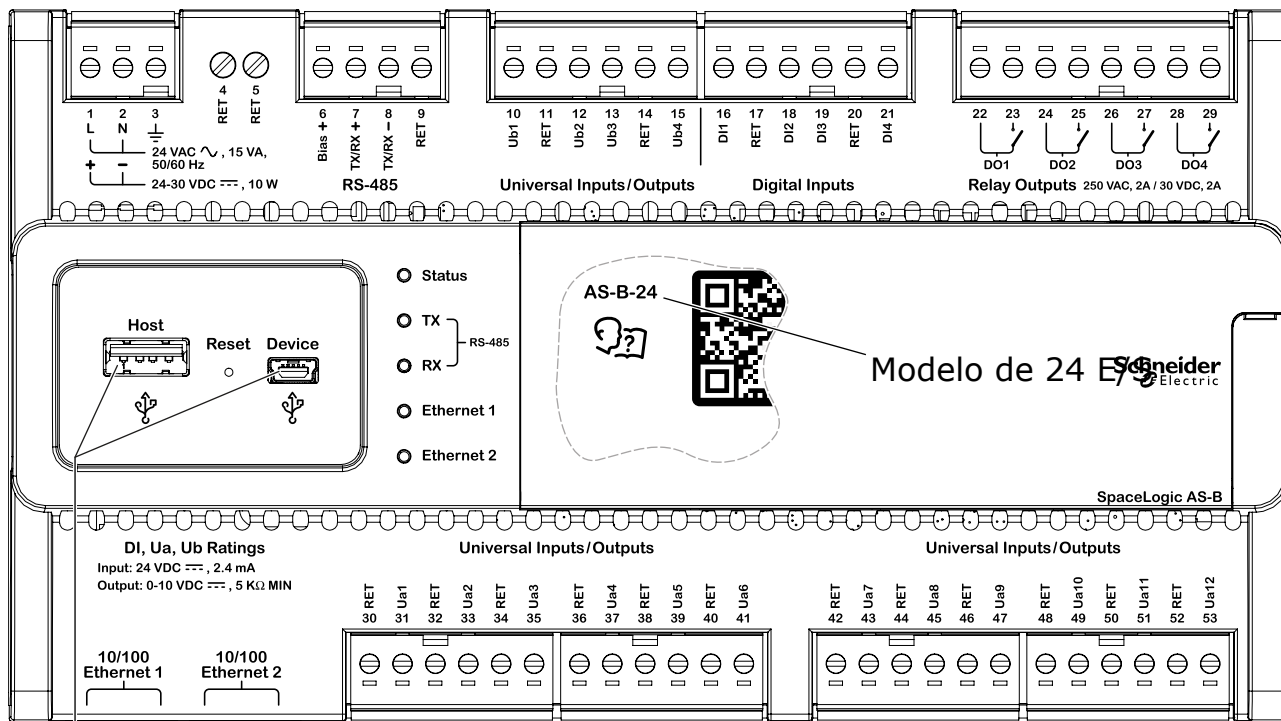 1 2 3 4 5 6 7 8 9 10 11 12 13 14 15 16 17 18 19 20 21 22 23 24 25 26 27 28 29
L N RET RET Bias + TX/RX + TX/RX − RET Ub1 RET Ub2 Ub3 RET Ub4 DI1 RET DI2 DI3 RET DI4
24 VAC ∿, 15 VA,
50/60 Hz
+ −
24-30 VDC ⎓, 10 W
DO1 DO2 DO3 DO4
RS-485 Universal Inputs/Outputs Digital Inputs Relay Outputs 250 VAC, 2A / 30 VDC, 2A
Host
Reset
Device
Status
TX
RX
RS-485
Ethernet 1
Ethernet 2
AS-B-24
?
Modelo de 24 E/S
Schneider
Electric
SpaceLogic AS-B
DI, Ua, Ub Ratings
Input: 24 VDC ⎓, 2.4 mA
Output: 0-10 VDC ⎓, 5 KΩ MIN
Universal Inputs/Outputs Universal Inputs/Outputs
RET Ua1 RET Ua2 RET Ua3 RET Ua4 RET Ua5 RET Ua6 RET Ua7 RET Ua8 RET Ua9 RET Ua10 RET Ua11 RET Ua12
30 31 32 33 34 35 36 37 38 39 40 41 42 43 44 45 46 47 48 49 50 51 52 53
10/100
Ethernet 1
10/100
Ethernet 2